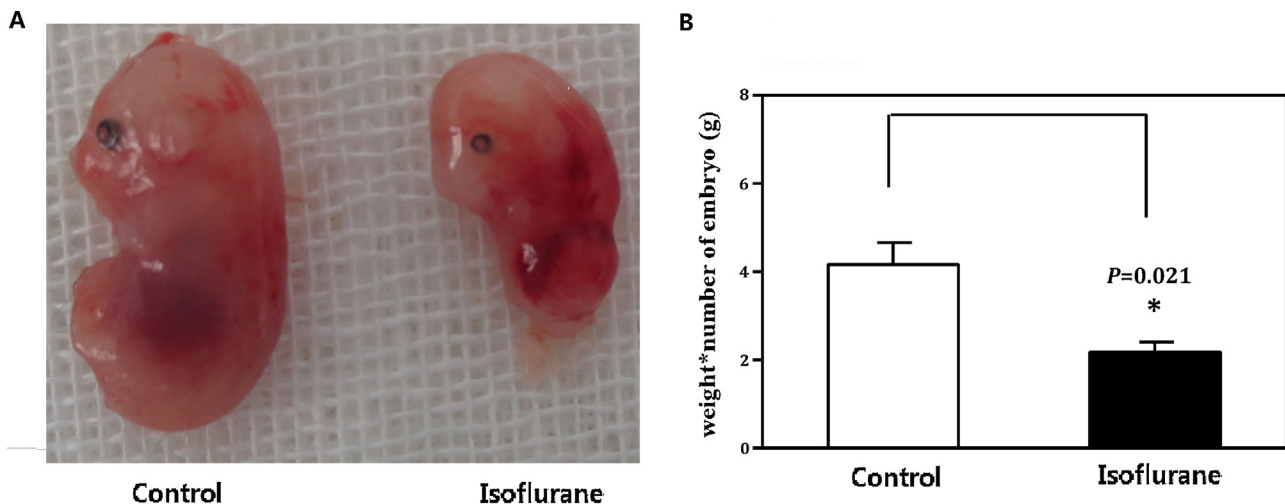 A
Control
Isoflurane
B
weight*number of embryo (g)
8
6
4
2
0
P=0.021
*
Control
Isoflurane